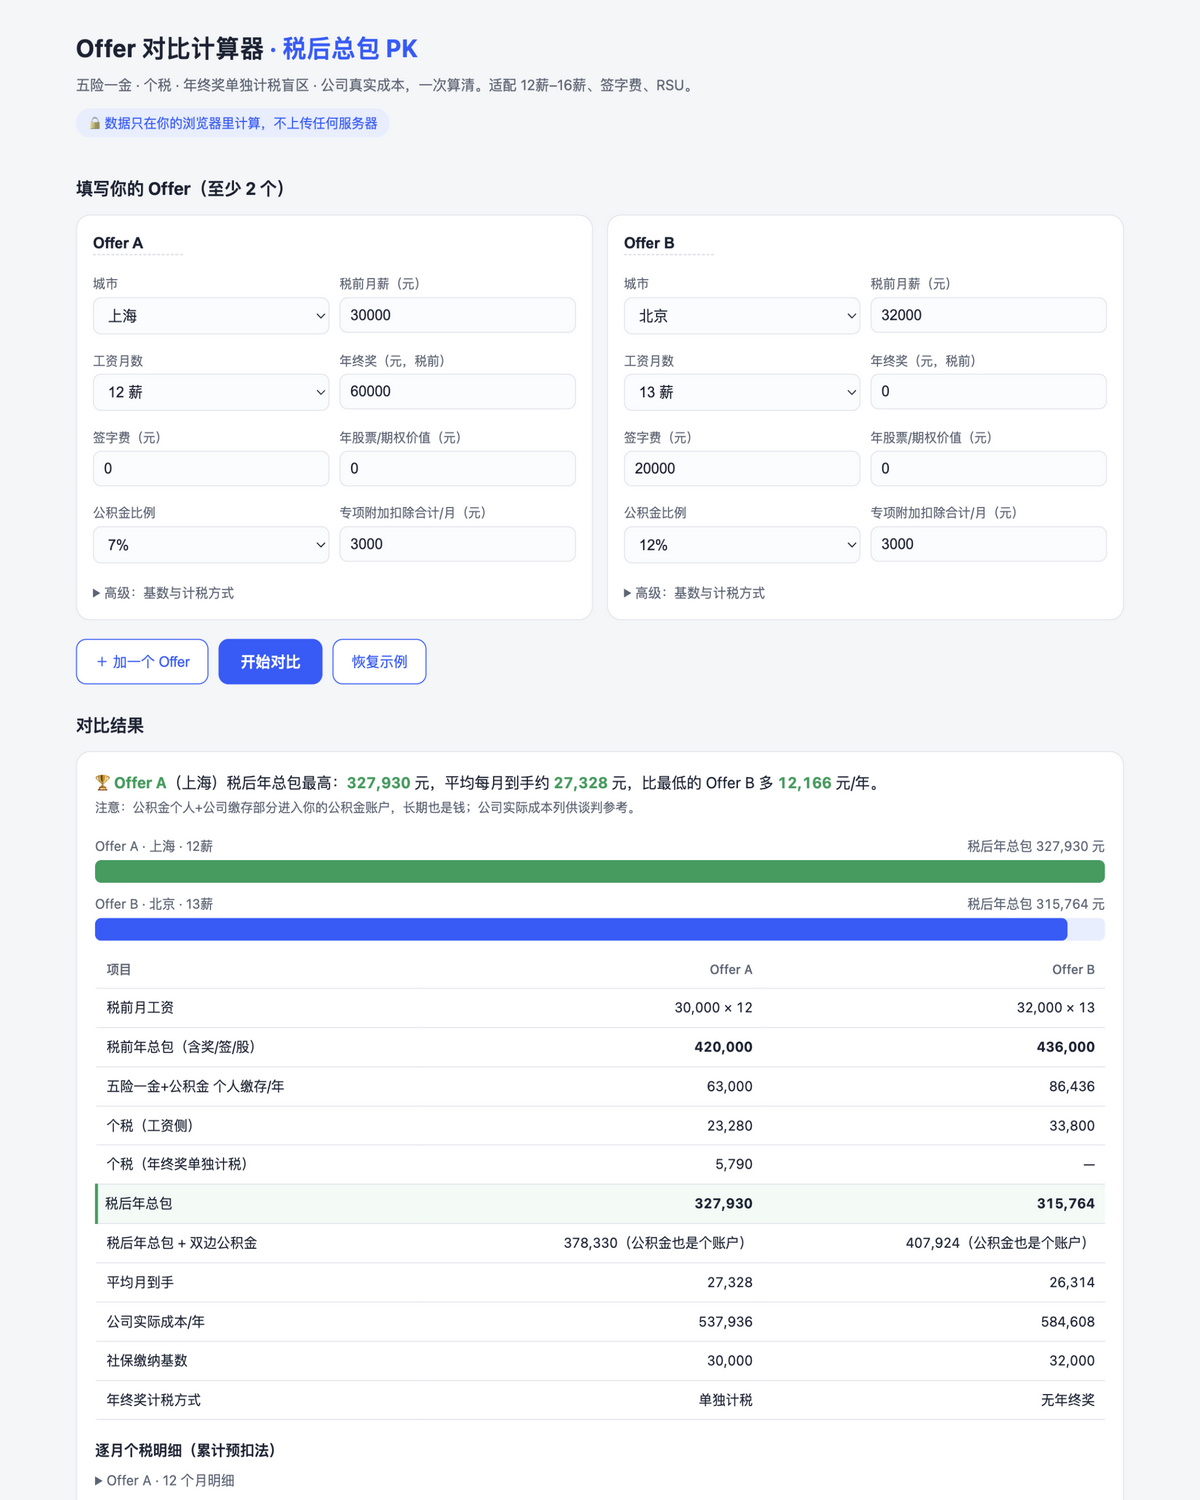 Offer 对比计算器 · 税后总包 PK
五险一金 · 个税 · 年终奖单独计税盲区 · 公司真实成本，一次算清。适配 12薪–16薪、签字费、RSU。
🔒 数据只在你的浏览器里计算，不上传任何服务器
填写你的 Offer（至少 2 个）
Offer A
城市 税前月薪（元）
上海 30000
工资月数 年终奖（元，税前）
12 薪 60000
签字费（元） 年股票/期权价值（元）
0 0
公积金比例 专项附加扣除合计/月（元）
7% 3000
▶ 高级：基数与计税方式
Offer B
城市 税前月薪（元）
北京 32000
工资月数 年终奖（元，税前）
13 薪 0
签字费（元） 年股票/期权价值（元）
20000 0
公积金比例 专项附加扣除合计/月（元）
12% 3000
▶ 高级：基数与计税方式
＋ 加一个 Offer 开始对比 恢复示例
对比结果
🏆 Offer A（上海）税后年总包最高：327,930 元，平均每月到手约 27,328 元，比最低的 Offer B 多 12,166 元/年。
注意：公积金个人+公司缴存部分进入你的公积金账户，长期也是钱；公司实际成本列供谈判参考。
Offer A · 上海 · 12薪 税后年总包 327,930 元
Offer B · 北京 · 13薪 税后年总包 315,764 元
项目 Offer A Offer B
税前月工资 30,000 × 12 32,000 × 13
税前年总包（含奖/签/股） 420,000 436,000
五险一金+公积金 个人缴存/年 63,000 86,436
个税（工资侧） 23,280 33,800
个税（年终奖单独计税） 5,790 —
税后年总包 327,930 315,764
税后年总包 + 双边公积金 378,330（公积金也是个账户） 407,924（公积金也是个账户）
平均月到手 27,328 26,314
公司实际成本/年 537,936 584,608
社保缴纳基数 30,000 32,000
年终奖计税方式 单独计税 无年终奖
逐月个税明细（累计预扣法）
▶ Offer A · 12 个月明细